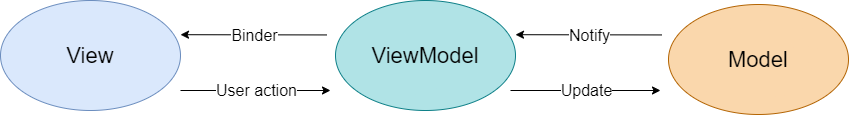 View
Binder
User action
ViewModel
Notify
Update
Model